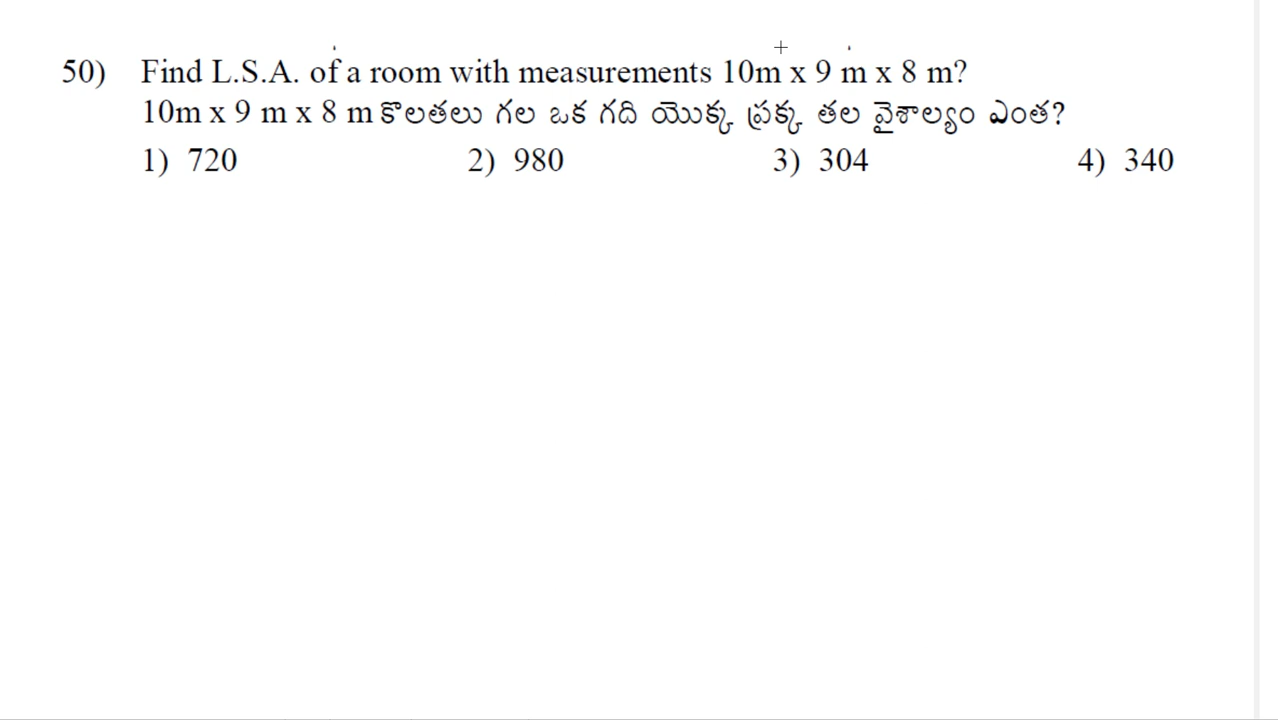 50) Find L.S.A. of a room with measurements 10m x 9 m x 8 m?
10m x 9 m x 8 m కొలతలు గల ఒక గది యొక్క ప్రక్క తల వైశాల్యం ఎంత?
1) 720 2) 980 3) 304 4) 340